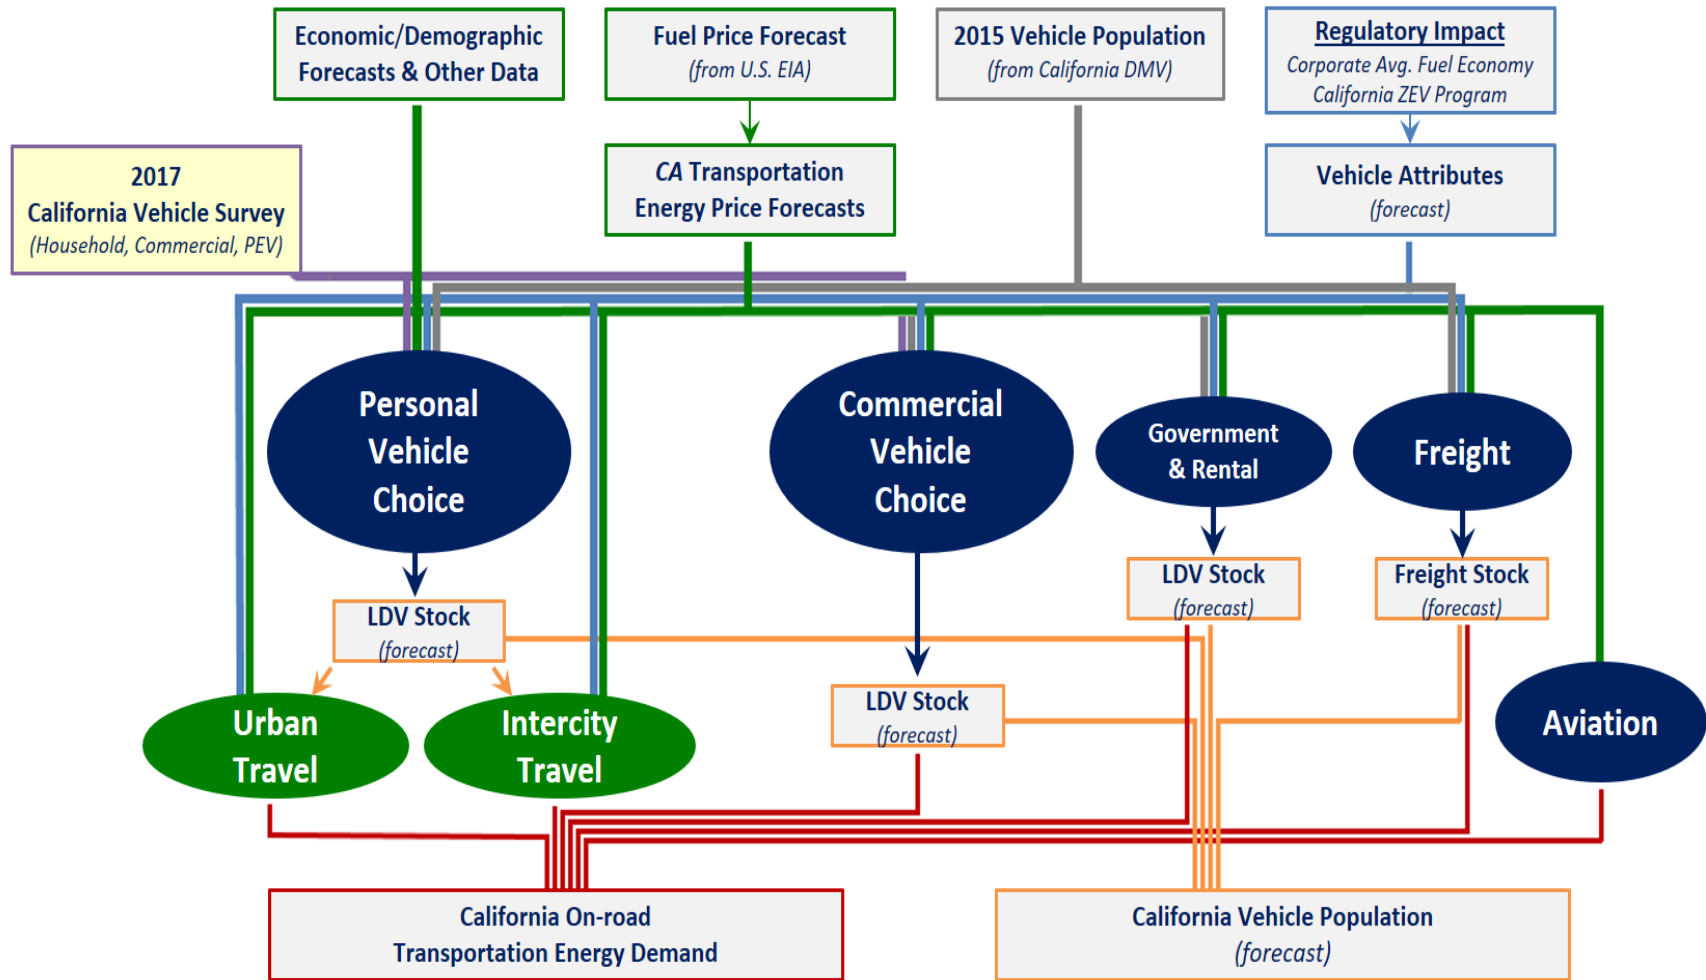 Economic/Demographic
Forecasts & Other Data
Fuel Price Forecast
(from U.S. EIA)
2015 Vehicle Population
(from California DMV)
Regulatory Impact
Corporate Avg. Fuel Economy
California ZEV Program
2017
California Vehicle Survey
(Household, Commercial, PEV)
CA Transportation
Energy Price Forecasts
Vehicle Attributes
(forecast)
Personal
Vehicle
Choice
Commercial
Vehicle
Choice
Government
& Rental
Freight
LDV Stock
(forecast)
Freight Stock
(forecast)
LDV Stock
(forecast)
LDV Stock
(forecast)
Urban
Travel
Intercity
Travel
Aviation
California On-road
Transportation Energy Demand
California Vehicle Population
(forecast)